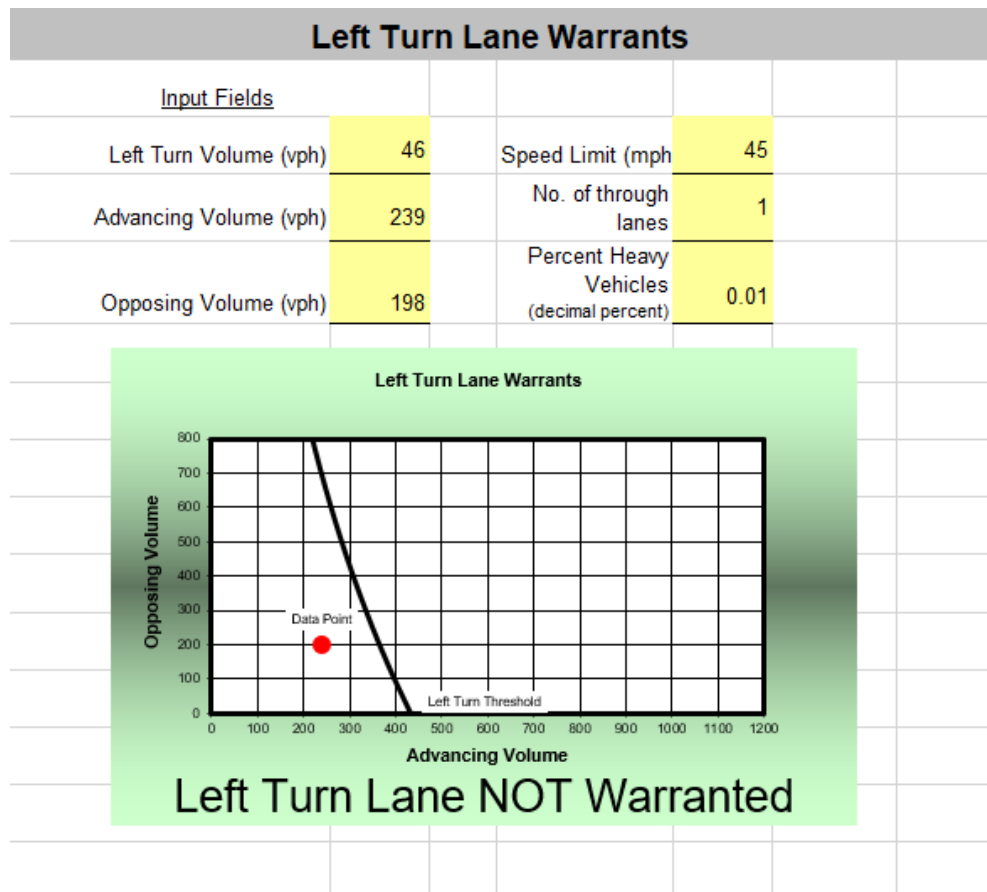 Left Turn Lane Warrants
Input Fields
Left Turn Volume (vph) 46 Speed Limit (mph 45
Advancing Volume (vph) 239 No. of through
lanes 1
Opposing Volume (vph) 198 Percent Heavy
Vehicles
(decimal percent) 0.01
Left Turn Lane Warrants
Opposing Volume
800
700
600
500
400
300
200
100
0
Data Point
Left Turn Threshold
0 100 200 300 400 500 600 700 800 900 1000 1100 1200
Advancing Volume
Left Turn Lane NOT Warranted